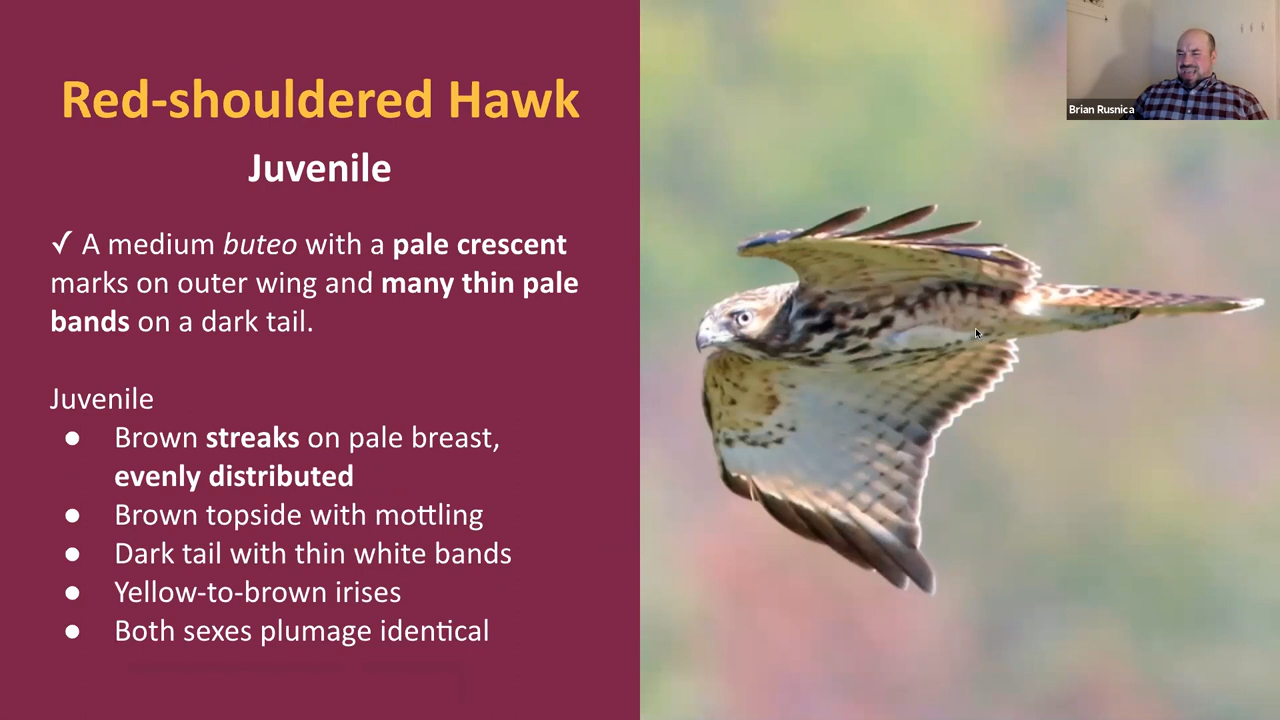 Red-shouldered Hawk
Juvenile
✓ A medium buteo with a pale crescent
marks on outer wing and many thin pale
bands on a dark tail.
Juvenile
● Brown streaks on pale breast,
evenly distributed
● Brown topside with mottling
● Dark tail with thin white bands
● Yellow-to-brown irises
● Both sexes plumage identical
Brian Rusnica